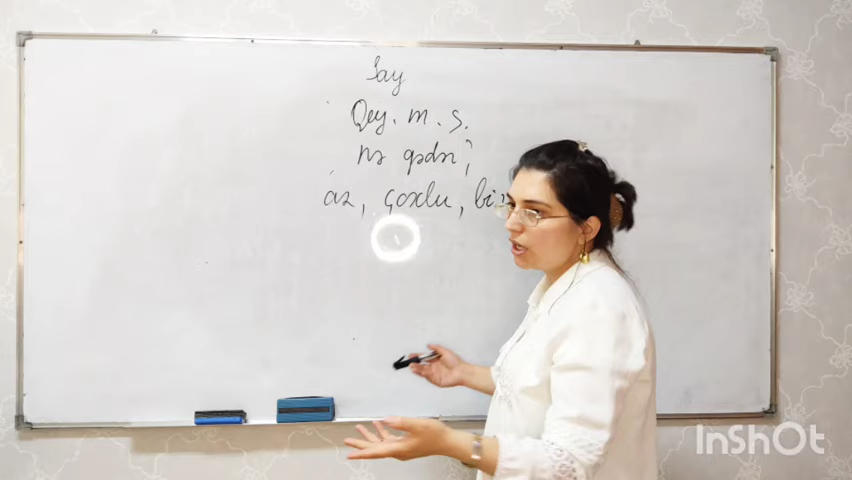 Say
Qey. m. s.
nə qədər?
az, çoxlu,
InShOt